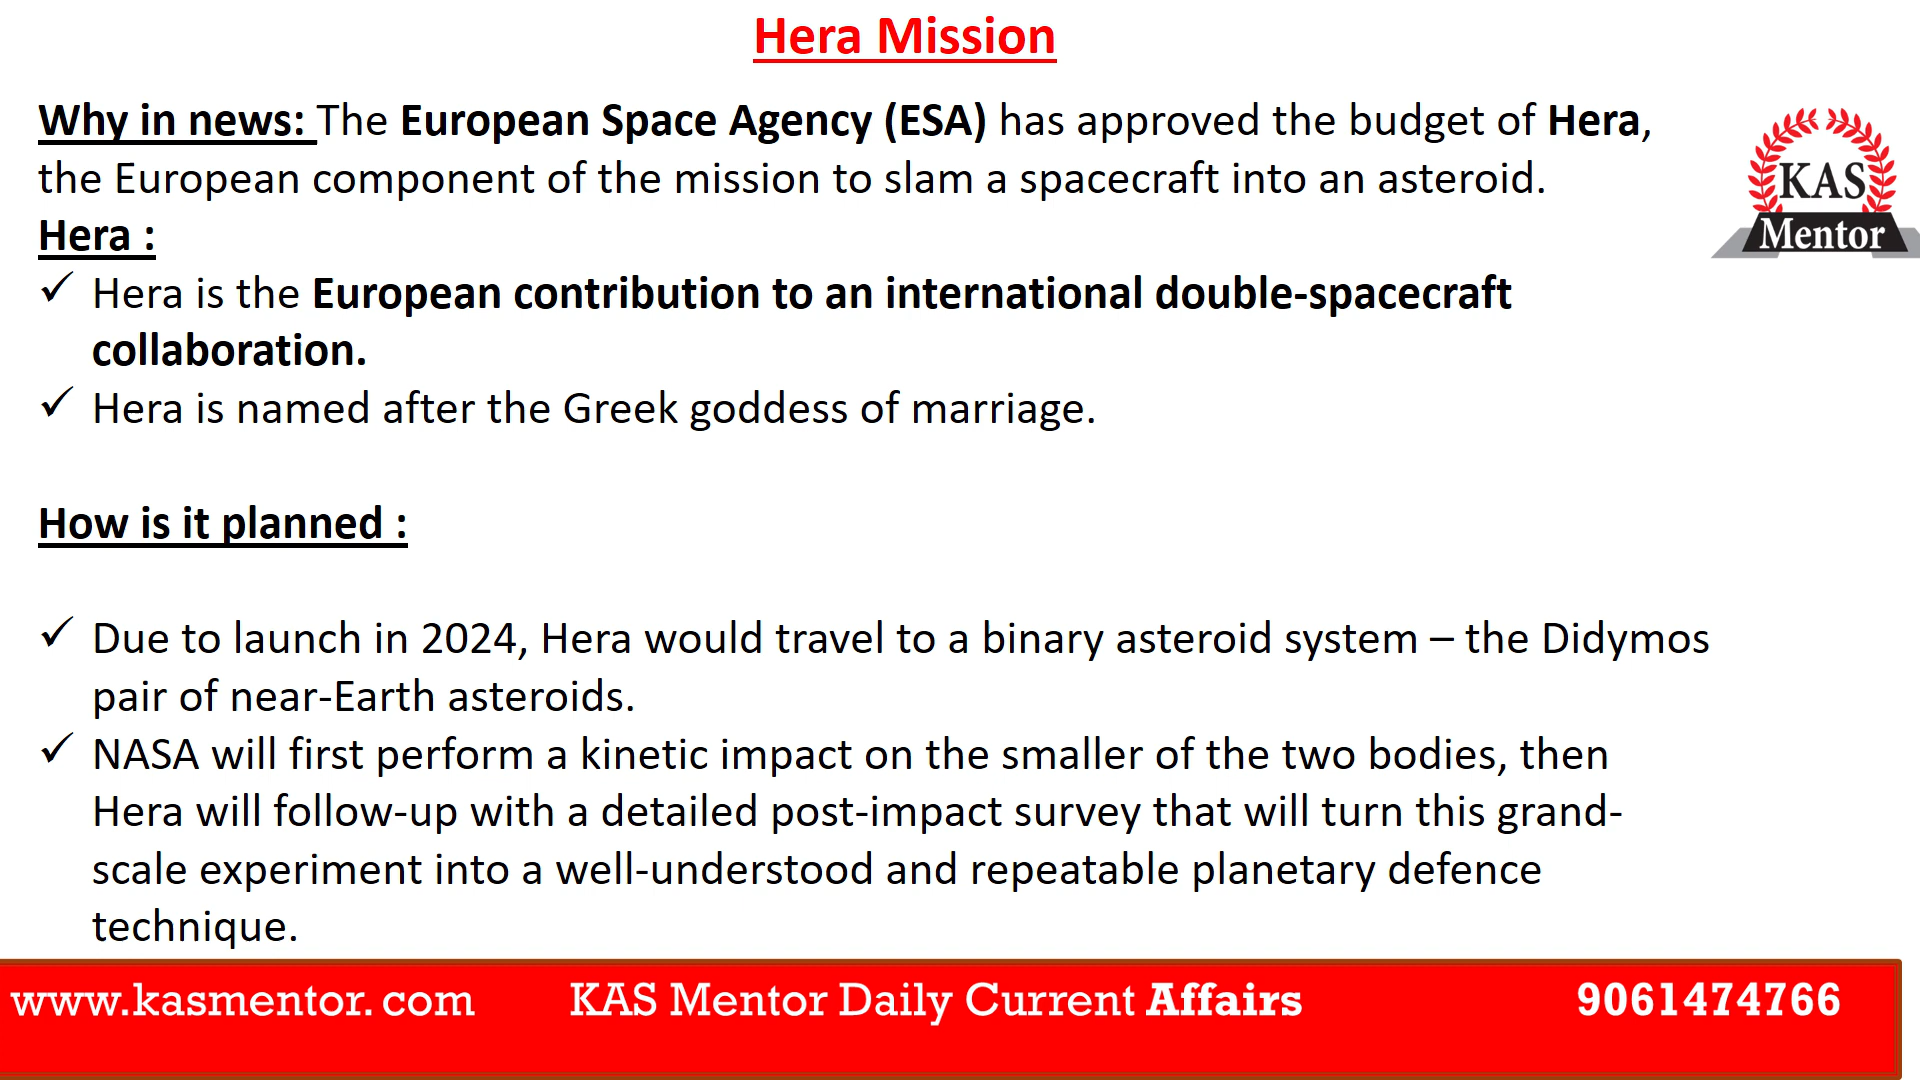 Hera Mission
Why in news: The European Space Agency (ESA) has approved the budget of Hera,
the European component of the mission to slam a spacecraft into an asteroid.
KAS
Mentor
Hera :
✓ Hera is the European contribution to an international double-spacecraft
collaboration.
✓ Hera is named after the Greek goddess of marriage.
How is it planned :
✓ Due to launch in 2024, Hera would travel to a binary asteroid system – the Didymos
pair of near-Earth asteroids.
✓ NASA will first perform a kinetic impact on the smaller of the two bodies, then
Hera will follow-up with a detailed post-impact survey that will turn this grand-
scale experiment into a well-understood and repeatable planetary defence
technique.
www.kasmentor. com KAS Mentor Daily Current Affairs 9061474766